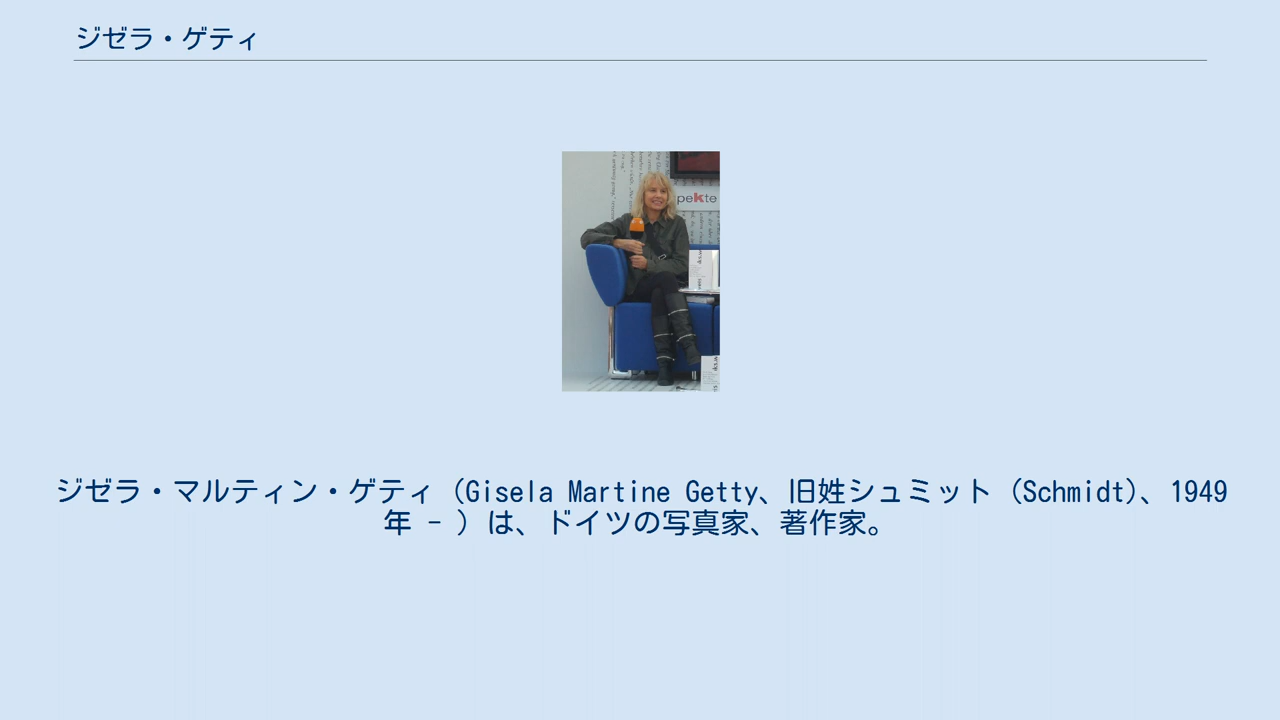 ジゼラ・ゲティ
pekte
ジゼラ・マルティン・ゲティ（Gisela Martine Getty、旧姓シュミット（Schmidt）、1949
年 - ）は、ドイツの写真家、著作家。